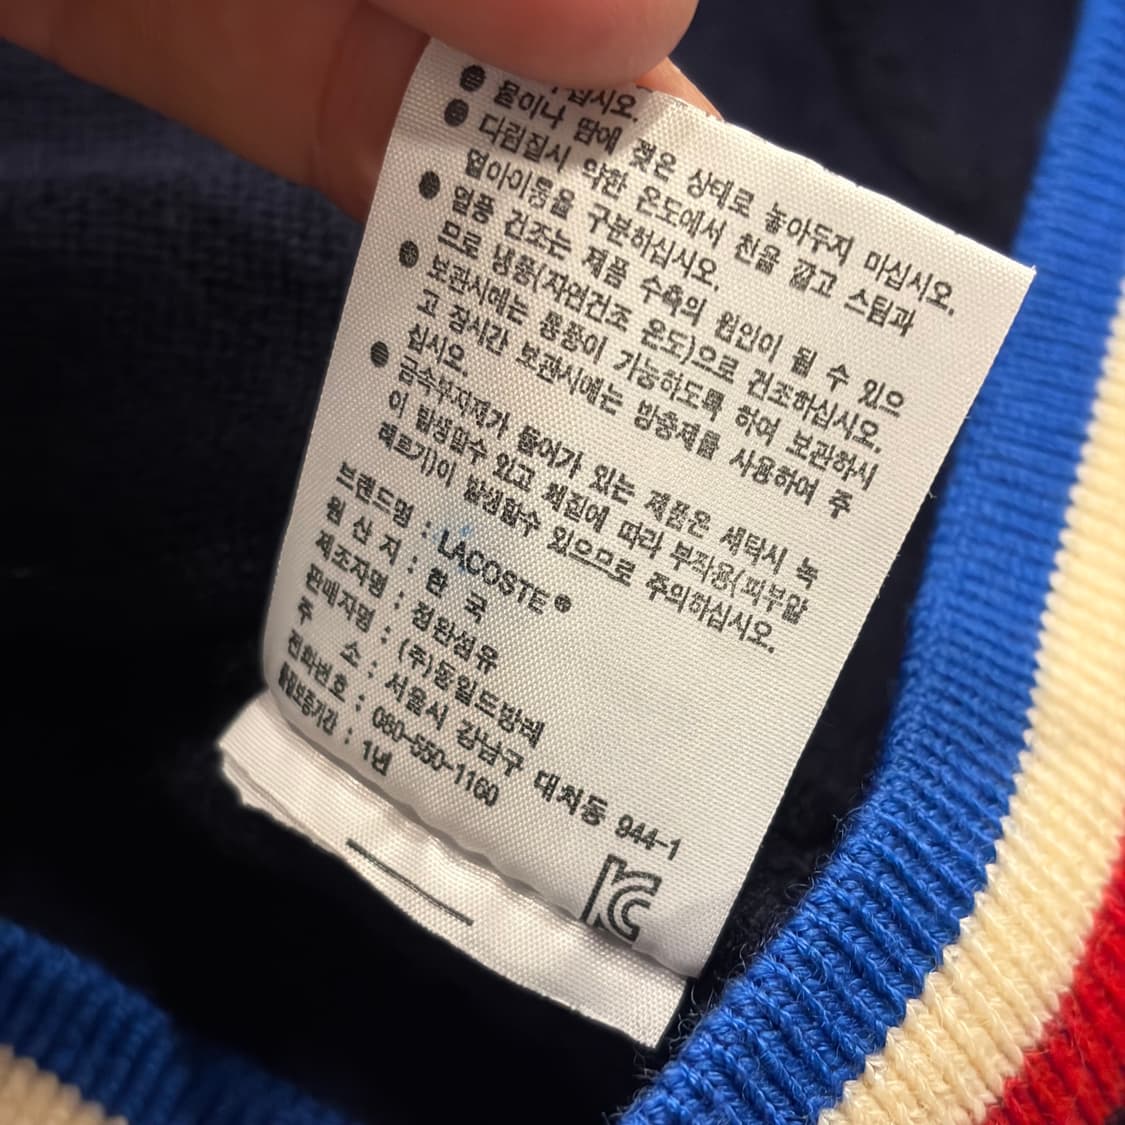 십시오.
물이나 땀에 젖은 상태로 놓아두지 마십시오.
다림질시 약한 온도에서 천을 깔고 스팀과
열아이롱을 구분하십시오.
열풍 건조는 제품 수축의 원인이 될 수 있으
므로 냉풍(자연건조 온도)으로 건조하십시오.
보관시에는 통풍이 가능하도록 하여 보관하시
고 장시간 보관시에는 방충제를 사용하여 주
십시오.
금속부자재가 붙어가 있는 제품은 세탁시 녹
이 발생할수 있고 체질에 따라 부작용(피부알
레르기)이 발생할수 있으므로 주의하십시오.
브랜드명 : LACOSTE®
원 산 지 : 한 국
제조자명 : 정완섬유
판매자명 : (주)동일드방레
주 소 : 서울시 강남구 대치동 944-1
전화번호 : 080-550-1160
품질보증기간 : 1년
KC